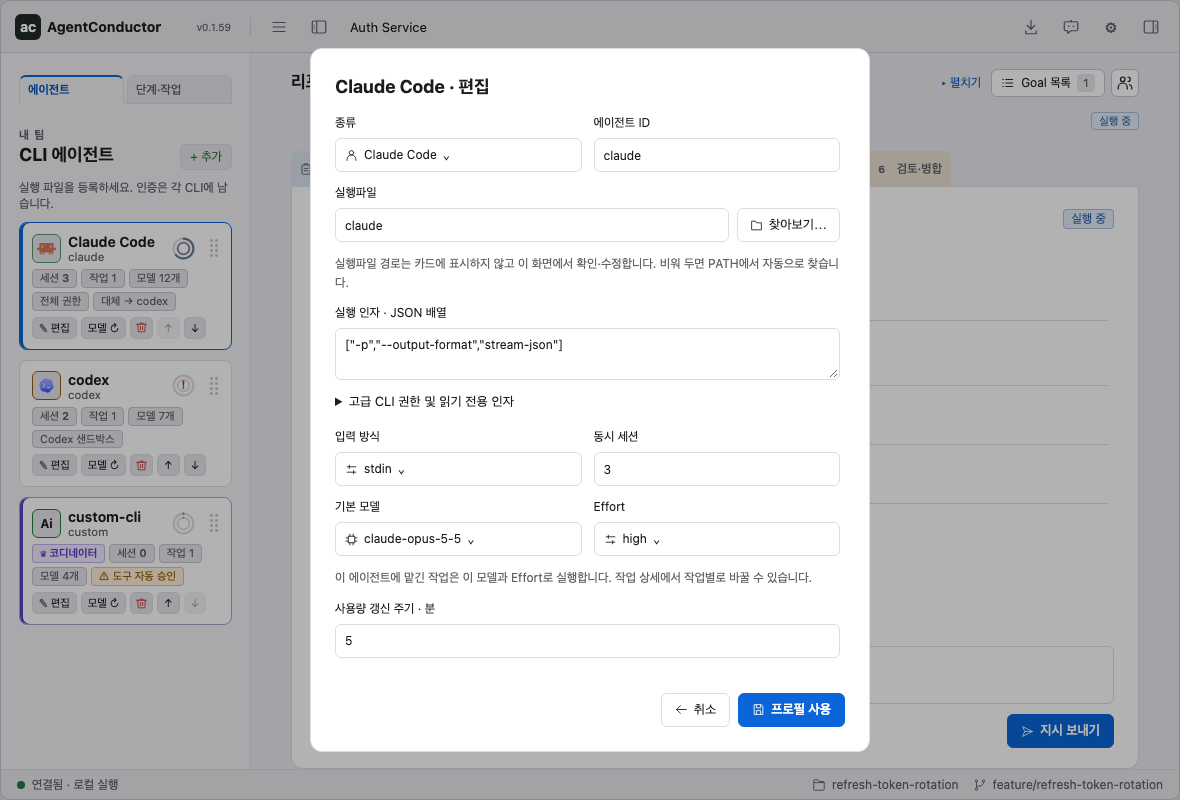 ac AgentConductor v0.1.59 Auth Service
에이전트 단계·작업
내 팀
CLI 에이전트 + 추가
실행 파일을 등록하세요. 인증은 각 CLI에 남
습니다.
Claude Code
claude
세션 3 작업 1 모델 12개
전체 권한 대체 → codex
편집 모델
codex
codex
세션 2 작업 1 모델 7개
Codex 샌드박스
편집 모델
Ai custom-cli
custom
코디네이터 세션 0 작업 1
모델 4개 도구 자동 승인
편집 모델
펼치기 Goal 목록 1
실행 중
6 검토·병합
실행 중
Claude Code · 편집
종류 에이전트 ID
Claude Code claude
실행파일
claude 찾아보기...
실행파일 경로는 카드에 표시하지 않고 이 화면에서 확인·수정합니다. 비워 두면 PATH에서 자동으로 찾습니
다.
실행 인자 · JSON 배열
["-p","--output-format","stream-json"]
▶ 고급 CLI 권한 및 읽기 전용 인자
입력 방식 동시 세션
stdin 3
기본 모델 Effort
claude-opus-5-5 high
이 에이전트에 맡긴 작업은 이 모델과 Effort로 실행합니다. 작업 상세에서 작업별로 바꿀 수 있습니다.
사용량 갱신 주기 · 분
5
← 취소 프로필 사용
지시 보내기
연결됨 · 로컬 실행 refresh-token-rotation feature/refresh-token-rotation